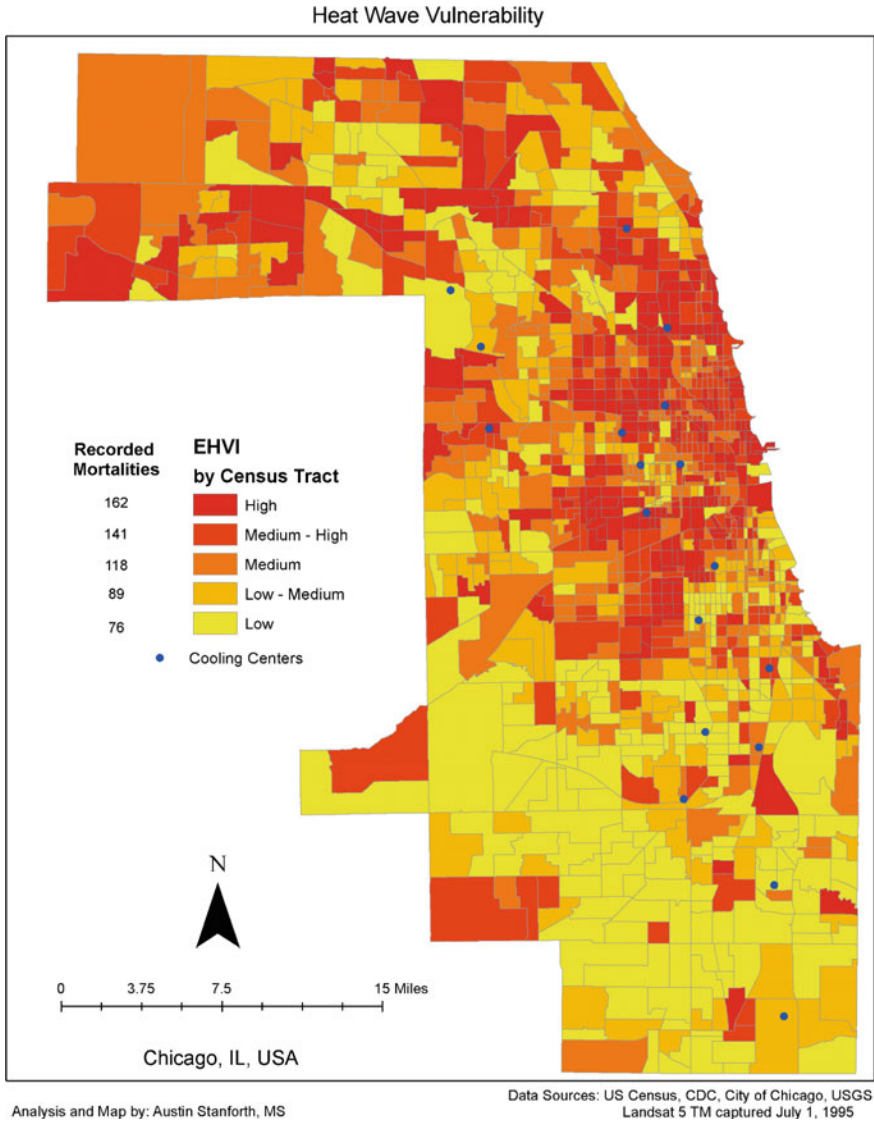 Heat Wave Vulnerability
Recorded
Mortalities
162
141
118
89
76
EHVI
by Census Tract
High
Medium - High
Medium
Low - Medium
Low
Cooling Centers
N
0 3.75 7.5 15 Miles
Chicago, IL, USA
Analysis and Map by: Austin Stanforth, MS
Data Sources: US Census, CDC, City of Chicago, USGS
Landsat 5 TM captured July 1, 1995